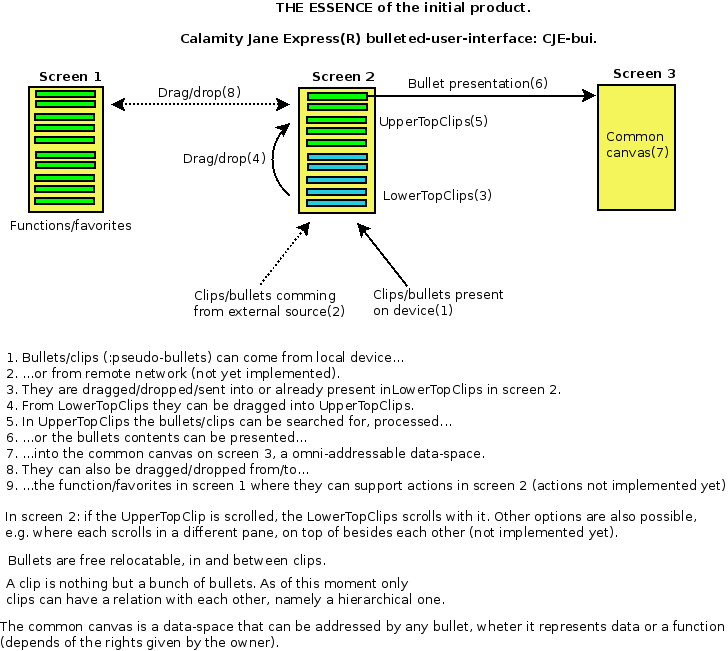 THE ESSENCE of the initial product.
Calamity Jane Express(R) bulleted-user-interface: CJE-bui.
Screen 1
Screen 2
Screen 3
Drag/drop(8)
Bullet presentation(6)
UpperTopClips(5)
Drag/drop(4)
Common
canvas(7)
LowerTopClips(3)
Functions/favorites
Clips/bullets comming
from external source(2)
Clips/bullets present
on device(1)
1. Bullets/clips (:pseudo-bullets) can come from local device...
2. ...or from remote network (not yet implemented).
3. They are dragged/dropped/sent into or already present inLowerTopClips in screen 2.
4. From LowerTopClips they can be dragged into UpperTopClips.
5. In UpperTopClips the bullets/clips can be searched for, processed...
6. ...or the bullets contents can be presented...
7. ...into the common canvas on screen 3, a omni-addressable data-space.
8. They can also be dragged/dropped from/to...
9. ...the function/favorites in screen 1 where they can support actions in screen 2 (actions not implemented yet)
In screen 2: if the UpperTopClip is scrolled, the LowerTopClips scrolls with it. Other options are also possible,
e.g. where each scrolls in a different pane, on top of besides each other (not implemented yet).
Bullets are free relocatable, in and between clips.
A clip is nothing but a bunch of bullets. As of this moment only
clips can have a relation with each other, namely a hierarchical one.
The common canvas is a data-space that can be addressed by any bullet, wheter it represents data or a function
(depends of the rights given by the owner).